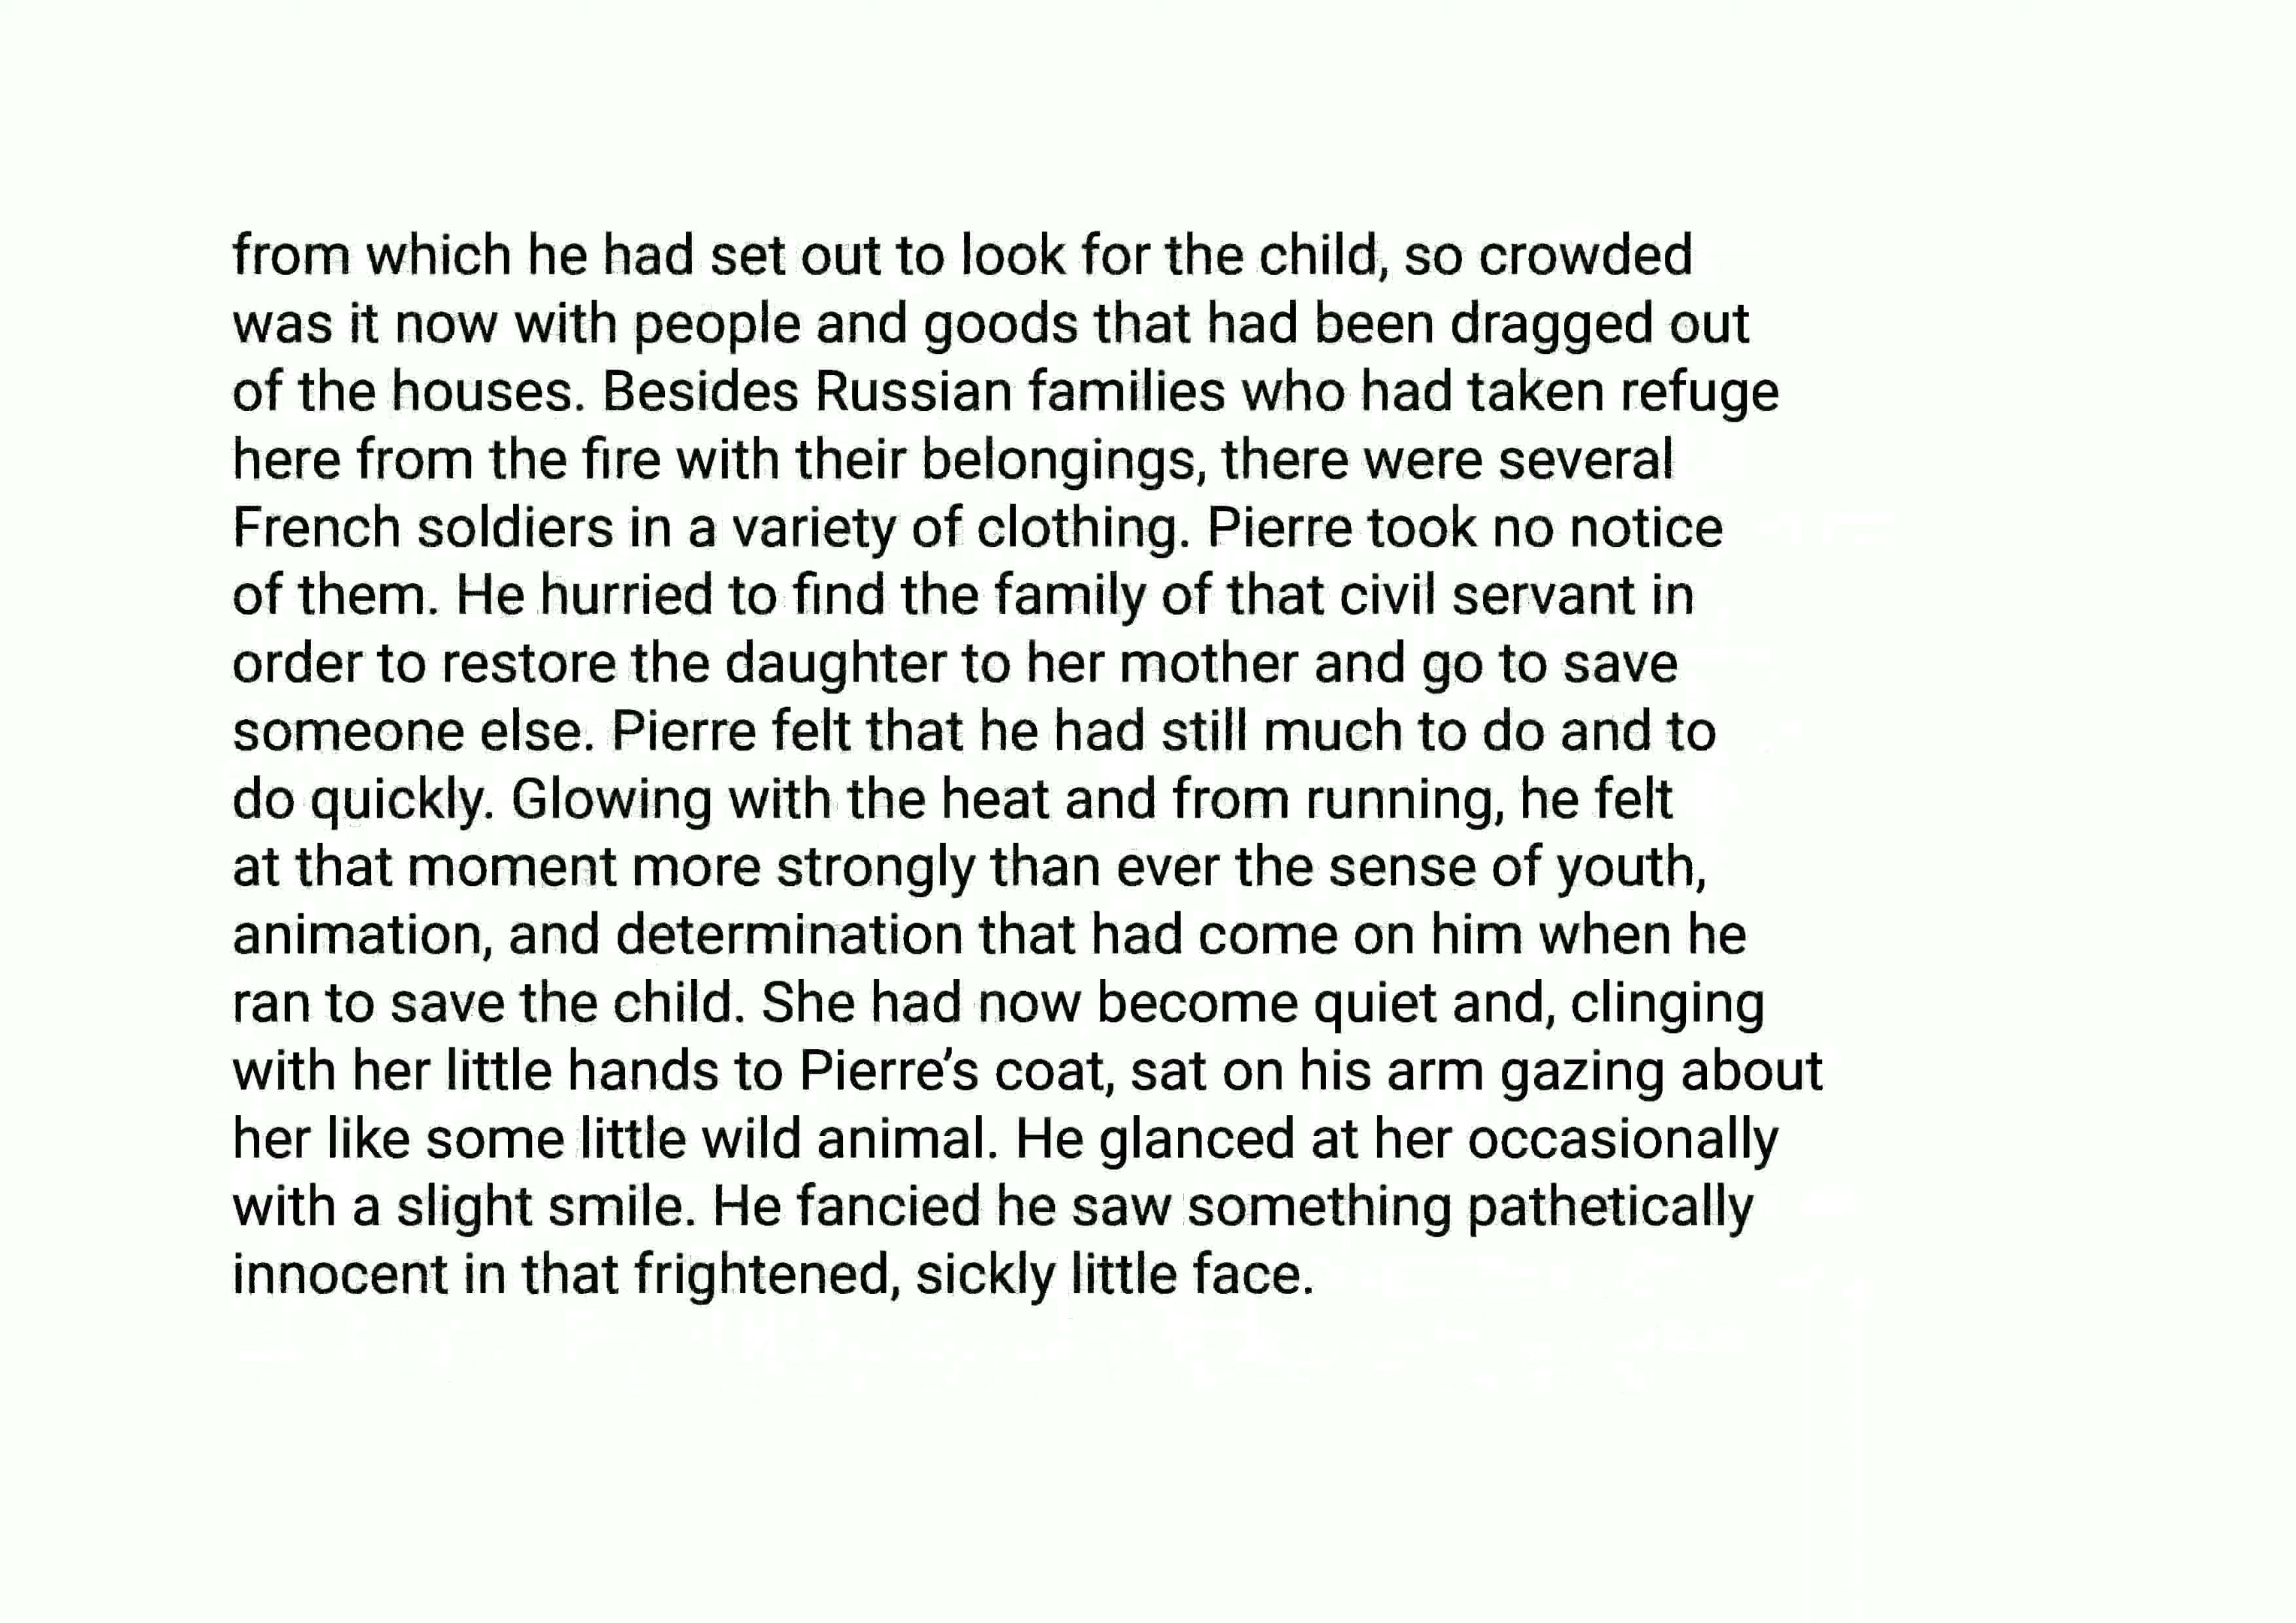 from which he had set out to look for the child, so crowded
was it now with people and goods that had been dragged out
of the houses. Besides Russian families who had taken refuge
here from the fire with their belongings, there were several
French soldiers in a variety of clothing. Pierre took no notice
of them. He hurried to find the family of that civil servant in
order to restore the daughter to her mother and go to save
someone else. Pierre felt that he had still much to do and to
do quickly. Glowing with the heat and from running, he felt
at that moment more strongly than ever the sense of youth,
animation, and determination that had come on him when he
ran to save the child. She had now become quiet and, clinging
with her little hands to Pierre’s coat, sat on his arm gazing about
her like some little wild animal. He glanced at her occasionally
with a slight smile. He fancied he saw something pathetically
innocent in that frightened, sickly little face.